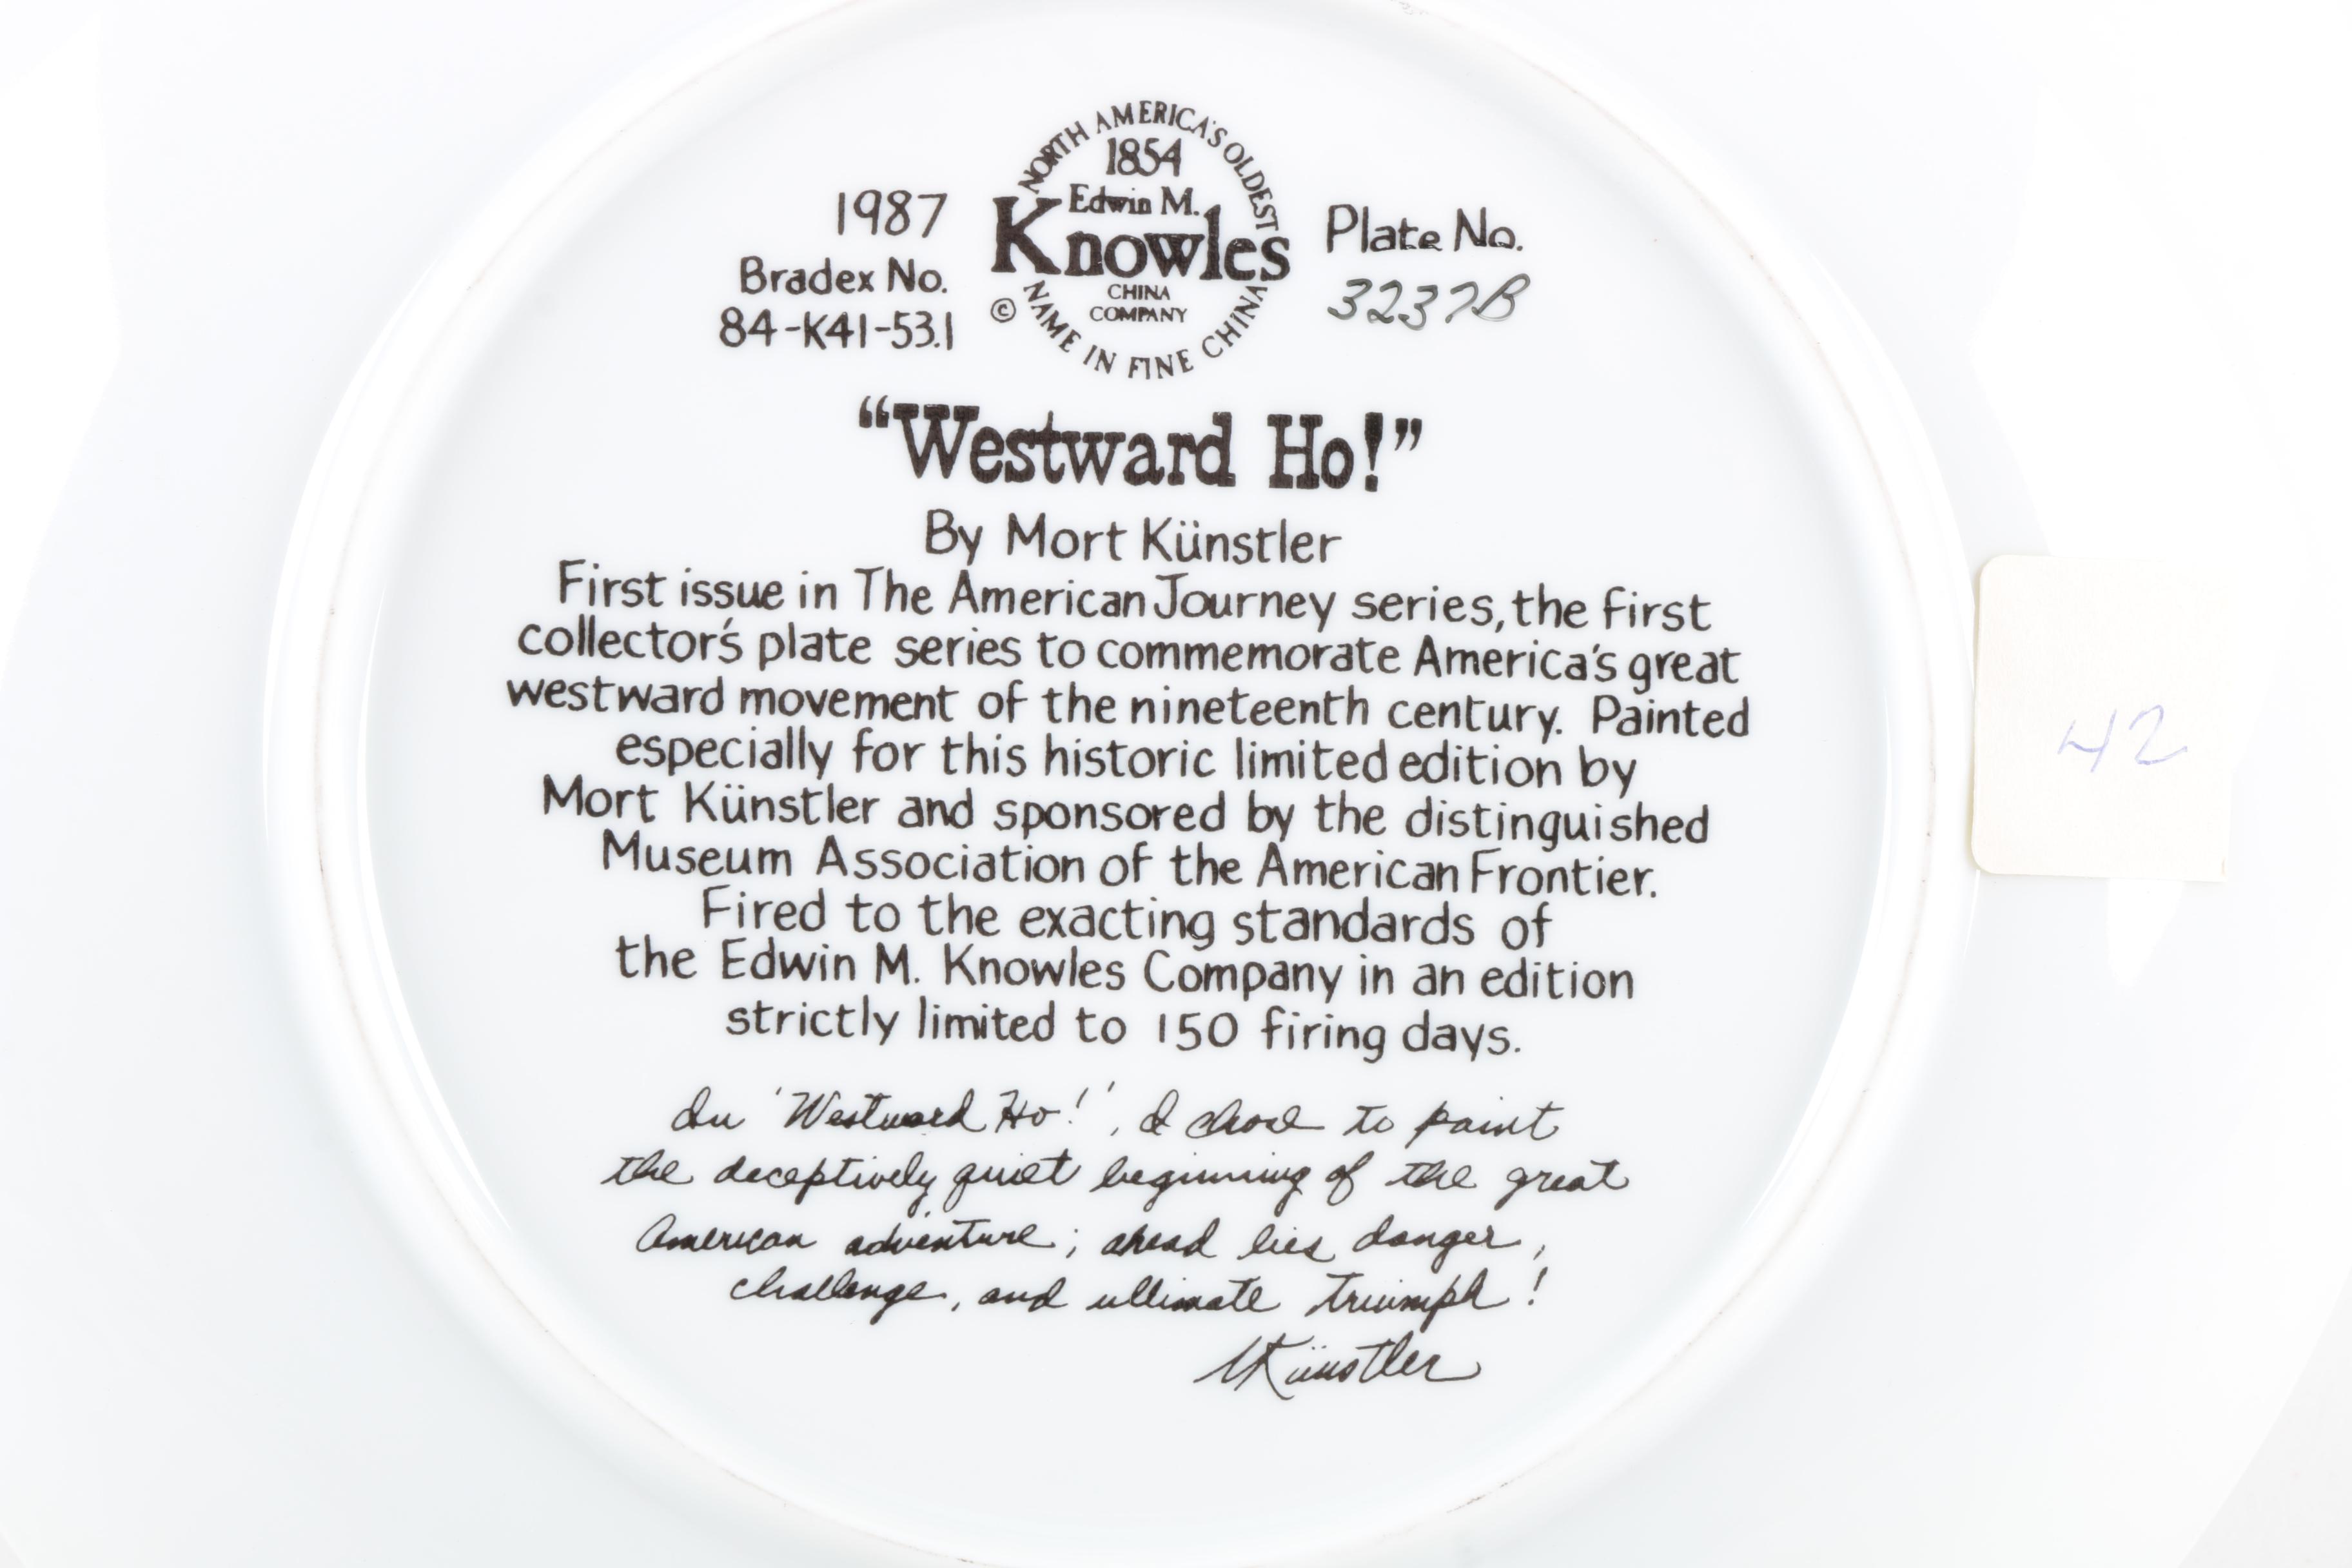 NORTH AMERICA'S OLDEST
1854
Edwin M.
Knowles
CHINA
COMPANY
©
NAME IN FINE CHINA
1987
Bradex No.
84-K41-53.1
Plate No.
3237B
"Westward Ho!"
By Mort Künstler
First issue in The American Journey series, the first
collector's plate series to commemorate America's great
westward movement of the nineteenth century. Painted
especially for this historic limited edition by
Mort Künstler and sponsored by the distinguished
Museum Association of the American Frontier.
Fired to the exacting standards of
the Edwin M. Knowles Company in an edition
strictly limited to 150 firing days.
In 'Westward Ho!', I chose to paint
the deceptively quiet beginning of the great
American adventure; ahead lies danger,
challenge, and ultimate triumph!
MKünstler
42